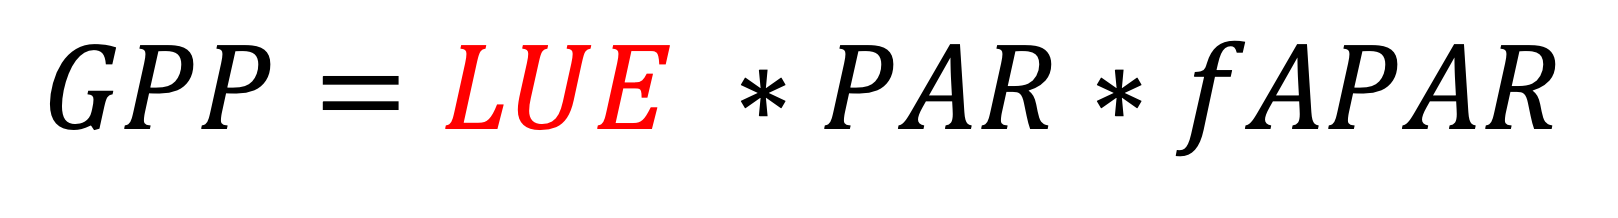 GPP = LUE * PAR * fAPAR